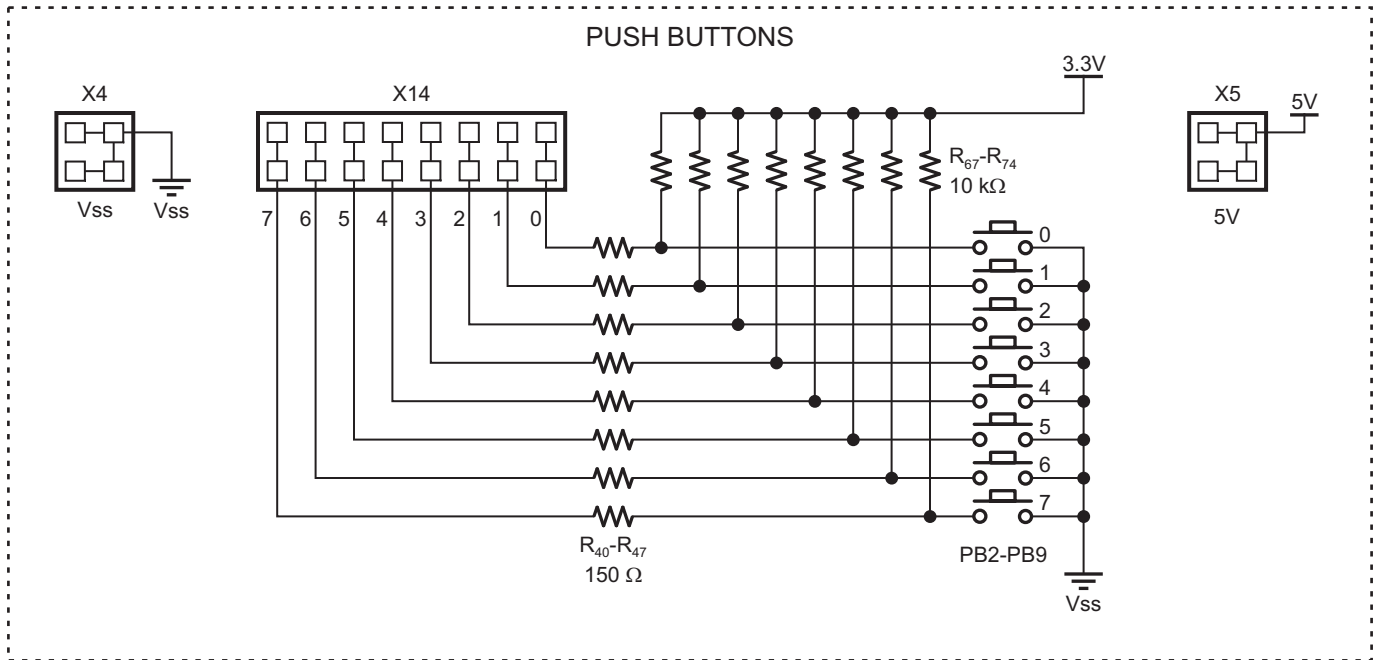 PUSH BUTTONS
3.3V
X4
X14
X5
5V
R67-R74
10 kΩ
Vss
Vss
7 6 5 4 3 2 1 0
5V
0
1
2
3
4
5
6
7
R40-R47
150 Ω
PB2-PB9
Vss